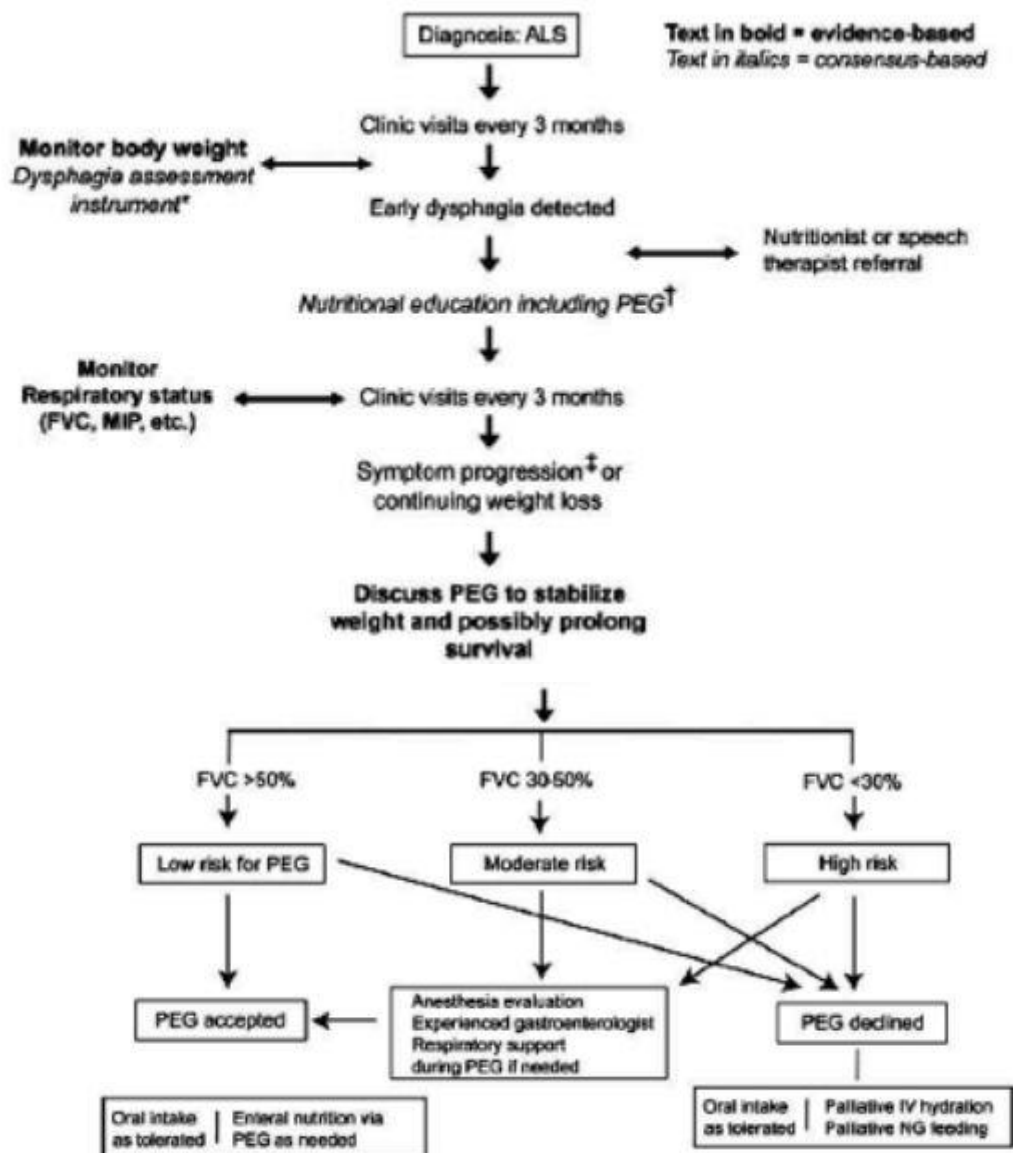 Diagnosis: ALS
Text in bold = evidence-based
Text in italics = consensus-based
Clinic visits every 3 months
Monitor body weight
Dysphagia assessment
instrument*
Early dysphagia detected
Nutritionist or speech
therapist referral
Nutritional education including PEG†
Monitor
Respiratory status
(FVC, MIP, etc.)
Clinic visits every 3 months
Symptom progression‡ or
continuing weight loss
Discuss PEG to stabilize
weight and possibly prolong
survival
FVC >50%
FVC 30-50%
FVC <30%
Low risk for PEG
Moderate risk
High risk
PEG accepted
Anesthesia evaluation
Experienced gastroenterologist
Respiratory support
during PEG if needed
PEG declined
Oral intake
as tolerated
Enteral nutrition via
PEG as needed
Oral intake
as tolerated
Palliative IV hydration
Palliative NG feeding